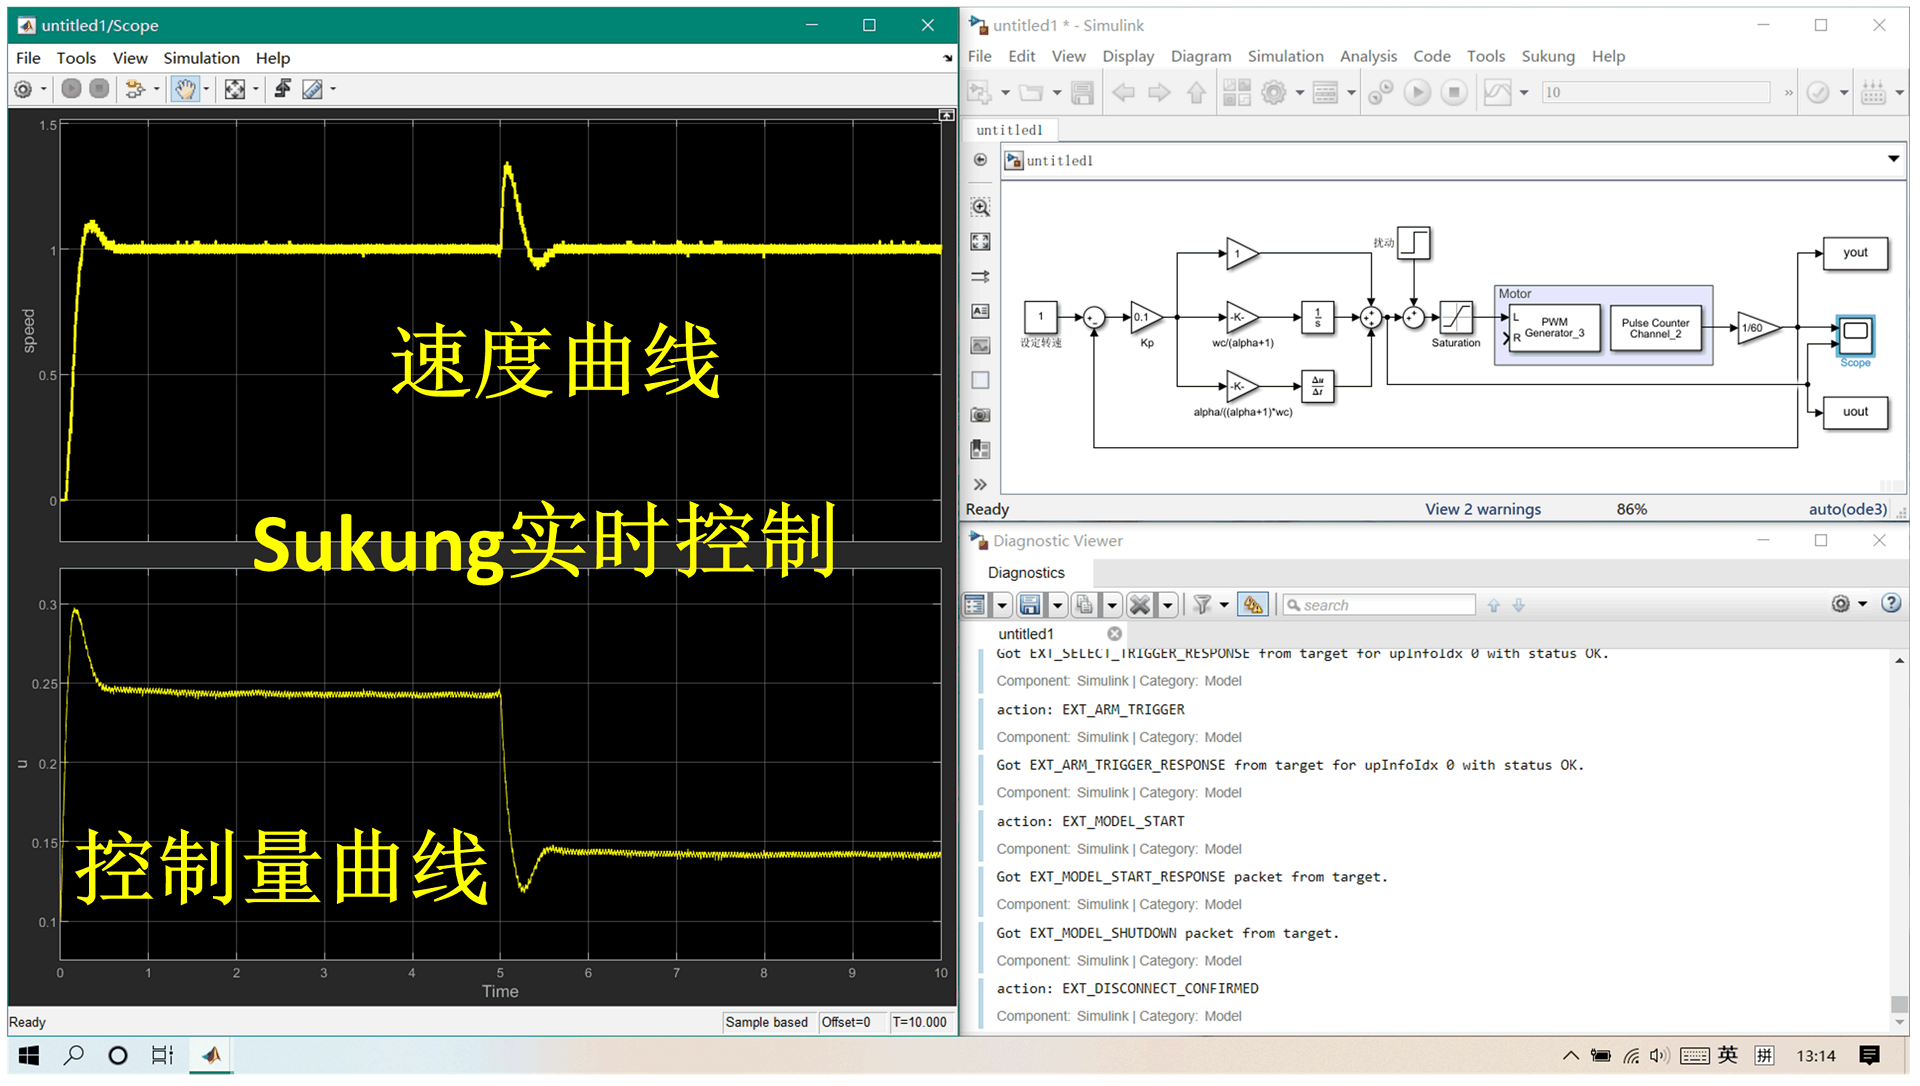 untitled1/Scope
File Tools View Simulation Help
1.5
1
0.5
0
speed
速度曲线
Sukung实时控制
0.3
0.25
0.2
0.15
0.1
u
控制量曲线
0 1 2 3 4 5 6 7 8 9 10
Time
Ready
Sample based Offset=0 T=10.000
untitled1 * - Simulink
File Edit View Display Diagram Simulation Analysis Code Tools Sukung Help
10
»
untitled1
untitled1
扰动
1
设定转速
0.1
Kp
1
-K-
wc/(alpha+1)
1
s
-K-
alpha/((alpha+1)*wc)
Δu
Δt
Saturation
Motor
L
R
PWM
Generator_3
Pulse Counter
Channel_2
1/60
yout
Scope
uout
Ready View 2 warnings 86% auto(ode3)
Diagnostic Viewer
Diagnostics
search
untitled1
Got EXT_SELECT_TRIGGER_RESPONSE from target for upInfoIdx 0 with status OK.
Component: Simulink | Category: Model
action: EXT_ARM_TRIGGER
Component: Simulink | Category: Model
Got EXT_ARM_TRIGGER_RESPONSE from target for upInfoIdx 0 with status OK.
Component: Simulink | Category: Model
action: EXT_MODEL_START
Component: Simulink | Category: Model
Got EXT_MODEL_START_RESPONSE packet from target.
Component: Simulink | Category: Model
Got EXT_MODEL_SHUTDOWN packet from target.
Component: Simulink | Category: Model
action: EXT_DISCONNECT_CONFIRMED
Component: Simulink | Category: Model
英 拼 13:14